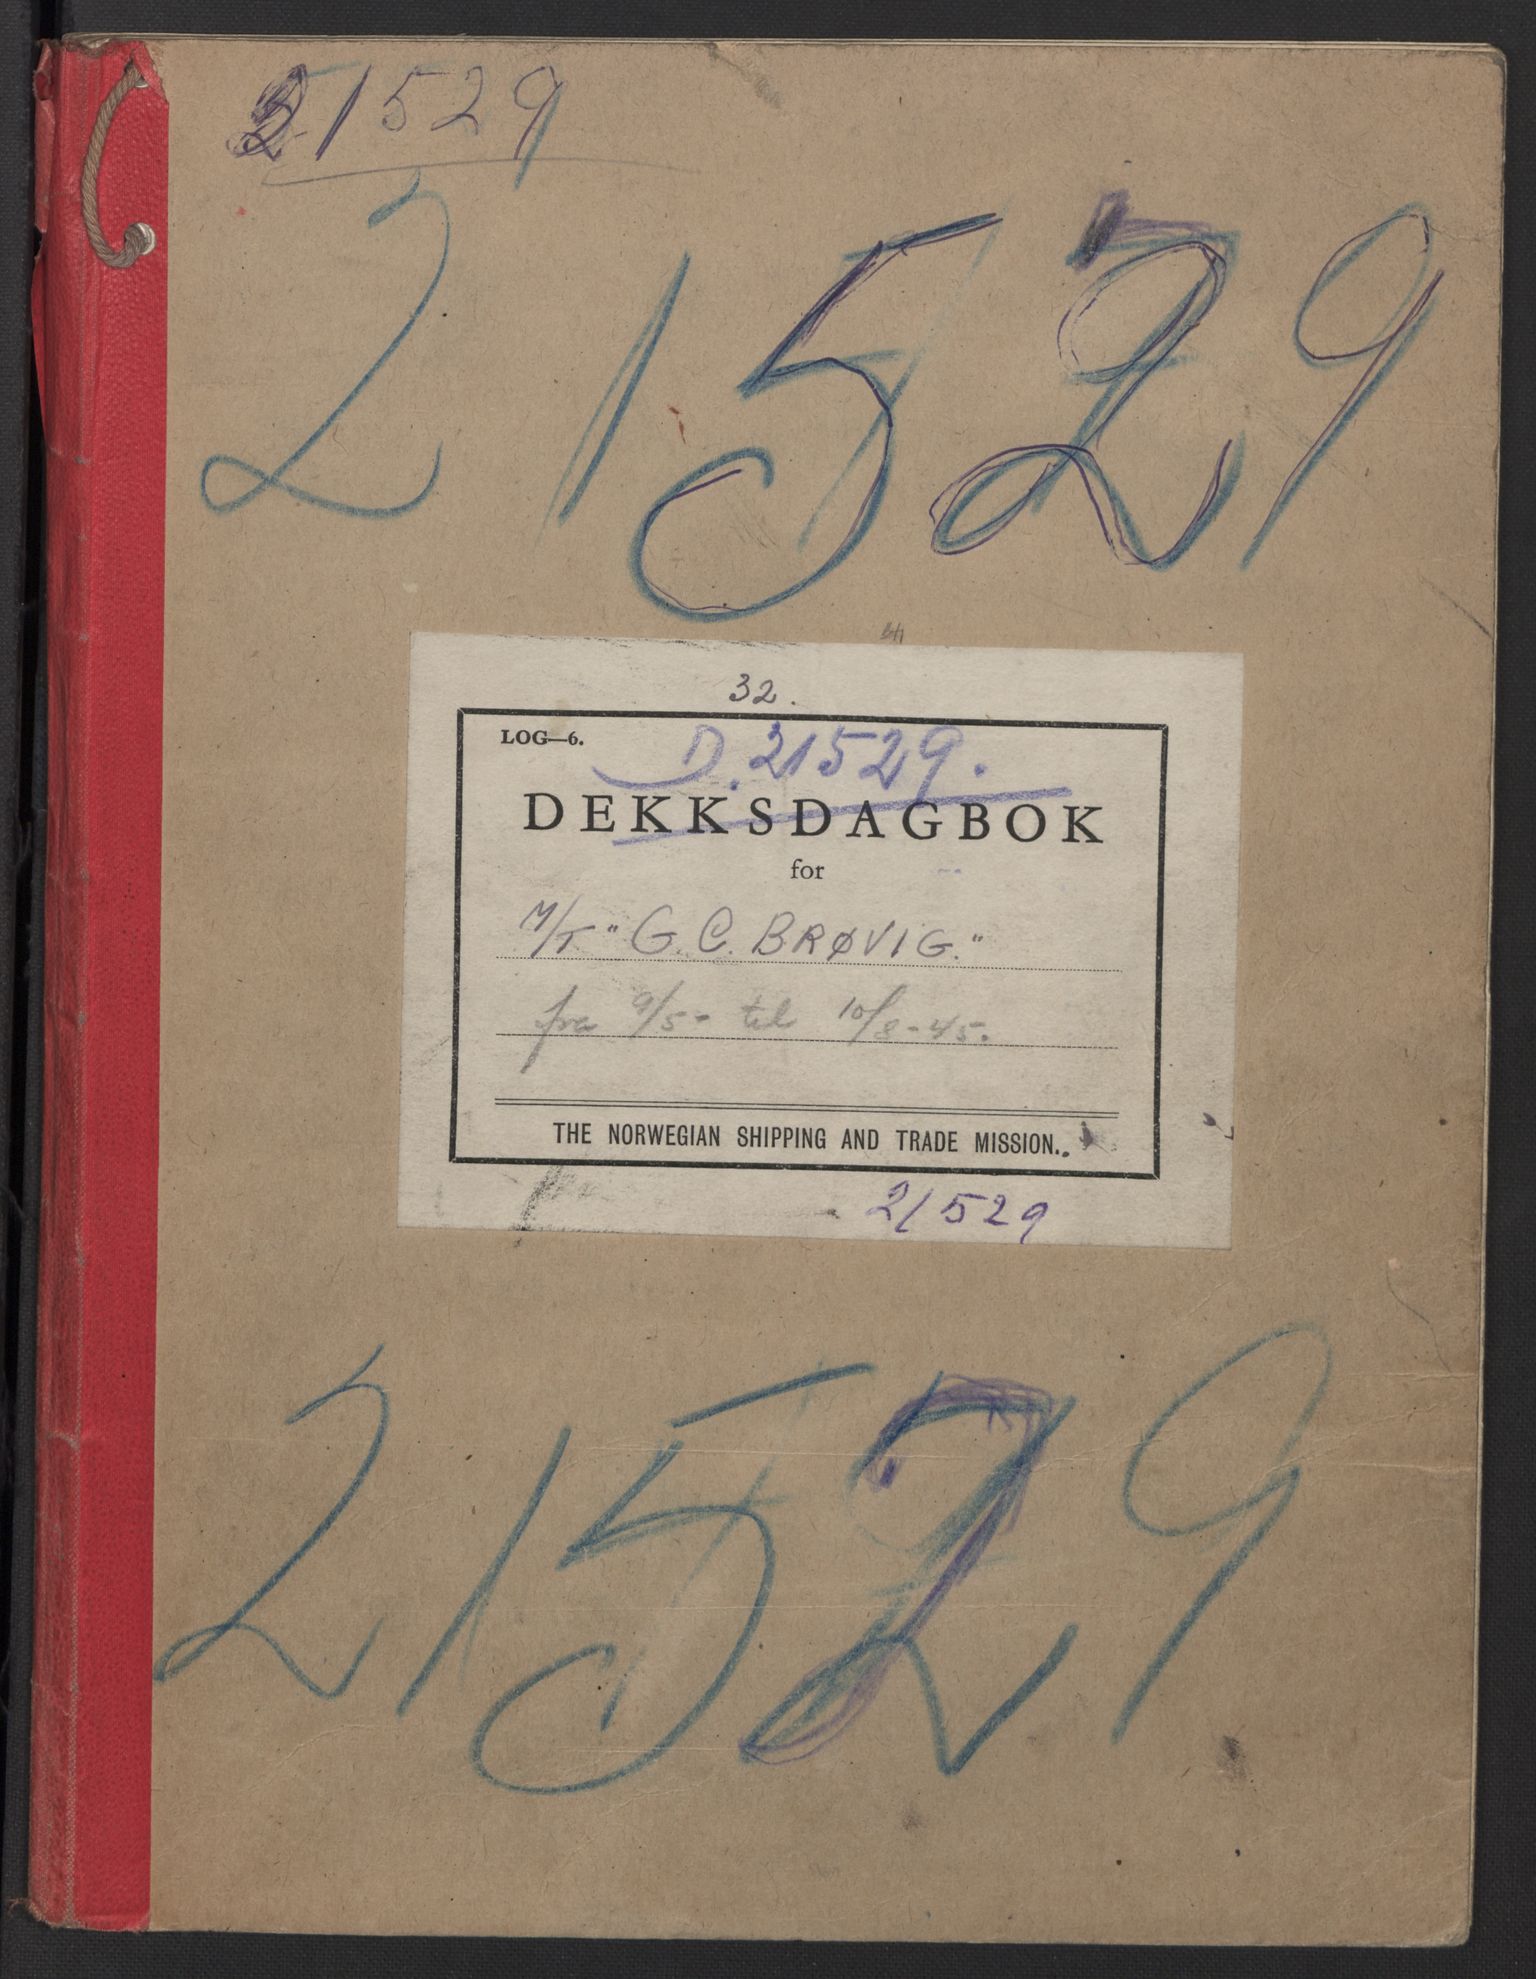 21529
21529
32.
LOG—6.
D.21529.
DEKKSDAGBOK
for
M/T "G.C. BRØVIG."
fra 9/5- til 10/8-45.
THE NORWEGIAN SHIPPING AND TRADE MISSION.
21529
21529